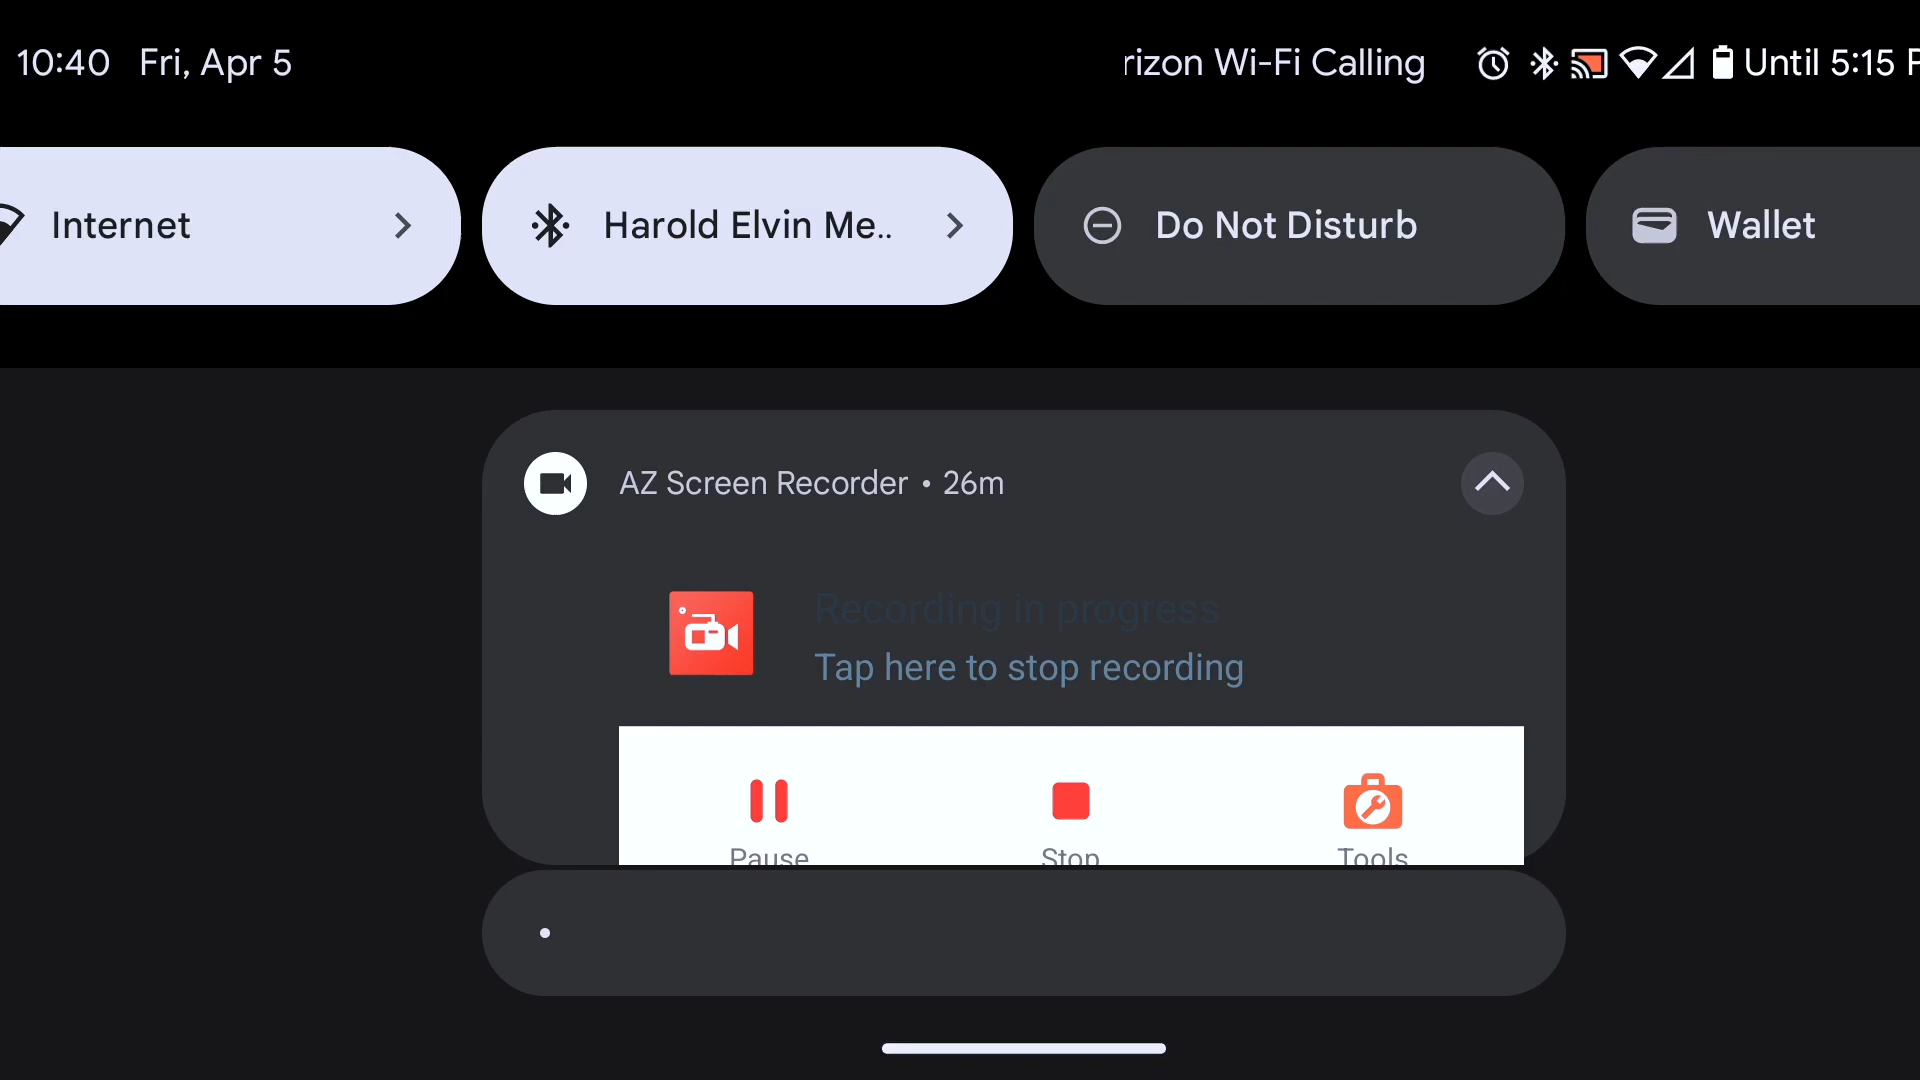 10:40 Fri, Apr 5
rizon Wi-Fi Calling
Until 5:15 P
Internet
Harold Elvin Me..
Do Not Disturb
Wallet
AZ Screen Recorder • 26m
Recording in progress
Tap here to stop recording
Pause
Stop
Tools